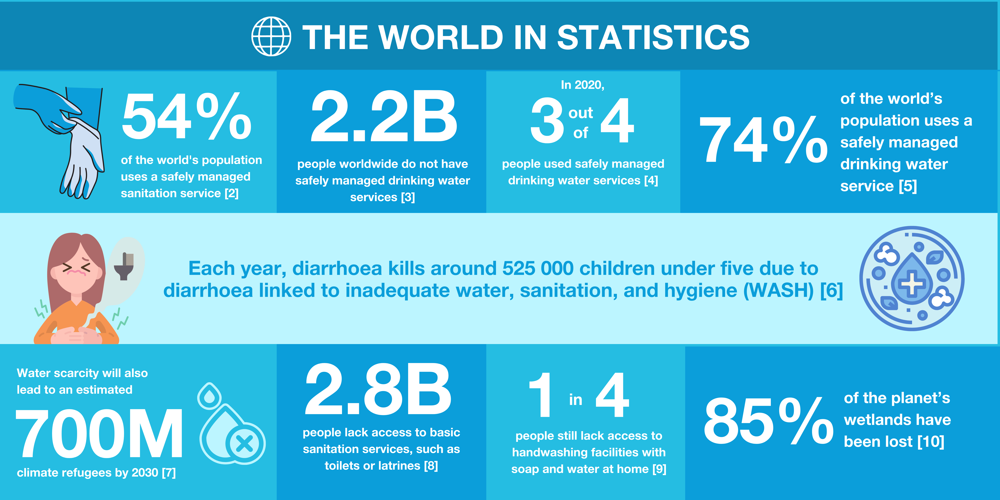 THE WORLD IN STATISTICS
54%
of the world's population
uses a safely managed
sanitation service [2]
2.2B
people worldwide do not have
safely managed drinking water
services [3]
In 2020,
3 out of 4
people used safely managed
drinking water services [4]
74%
of the world’s
population uses a
safely managed
drinking water
service [5]
Each year, diarrhoea kills around 525 000 children under five due to
diarrhoea linked to inadequate water, sanitation, and hygiene (WASH) [6]
Water scarcity will also
lead to an estimated
700M
climate refugees by 2030 [7]
2.8B
people lack access to basic
sanitation services, such as
toilets or latrines [8]
1 in 4
people still lack access to
handwashing facilities with
soap and water at home [9]
85%
of the planet’s
wetlands have
been lost [10]